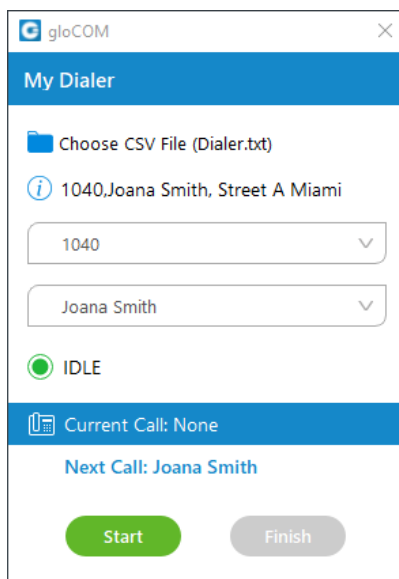 gloCOM
My Dialer
Choose CSV File (Dialer.txt)
1040,Joana Smith, Street A Miami
1040
Joana Smith
IDLE
Current Call: None
Next Call: Joana Smith
Start
Finish